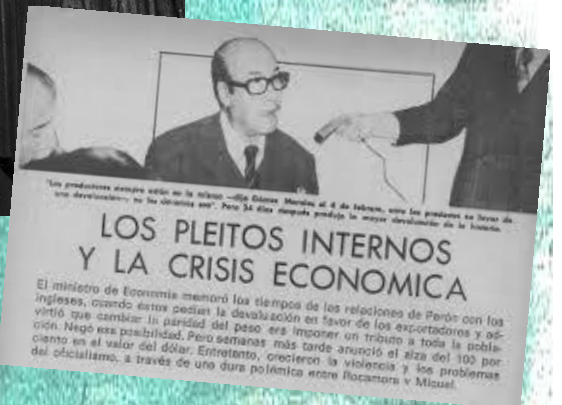 "Los productores siempre están en lo mismo —dijo Gómez Morales el 4 de febrero, ante las presiones en favor de
una devaluación—; no les daremos eso". Pero 24 días después produjo la mayor devaluación de la historia.
LOS PLEITOS INTERNOS
Y LA CRISIS ECONOMICA
El ministro de Economía memoró los tiempos de las relaciones de Perón con los
ingleses, cuando éstos pedían la devaluación en favor de los exportadores y ad-
virtió que cambiar la paridad del peso era imponer un tributo a toda la pobla-
ción. Negó esa posibilidad. Pero semanas más tarde anunció el alza del 100 por
ciento en el valor del dólar. Entretanto, crecieron la violencia y los problemas
del oficialismo, a través de una dura polémica entre Rocamora y Miguel.